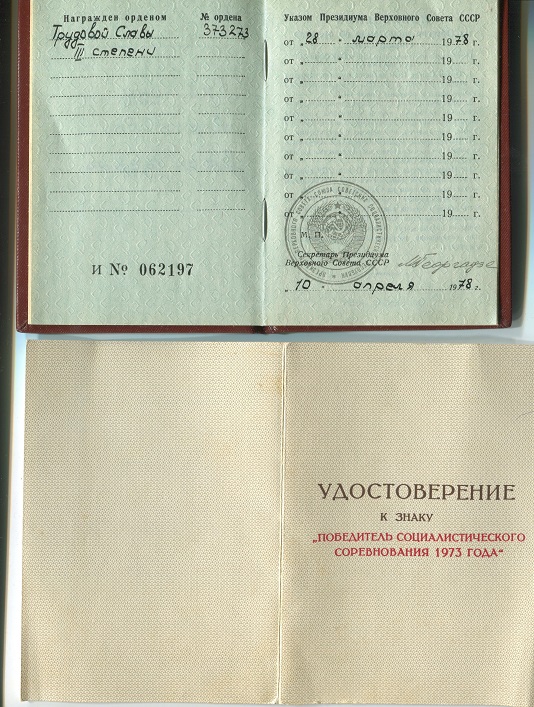 Награжден орденом
№ ордена
Трудовой Славы
373273
III степени
И № 062197
Указом Президиума Верховного Совета СССР
от „ 28 “ марта 1978 г.
от „ “ 19 г.
от „ “ 19 г.
от „ “ 19 г.
от „ “ 19 г.
от „ “ 19 г.
от „ “ 19 г.
от „ “ 19 г.
от „ “ 19 г.
от „ “ 19 г.
М. П.
Секретарь Президиума
Верховного Совета СССР
М Георгадзе
„ 10 “ апреля 1978 г.
УДОСТОВЕРЕНИЕ
К ЗНАКУ
„ПОБЕДИТЕЛЬ СОЦИАЛИСТИЧЕСКОГО
СОРЕВНОВАНИЯ 1973 ГОДА“